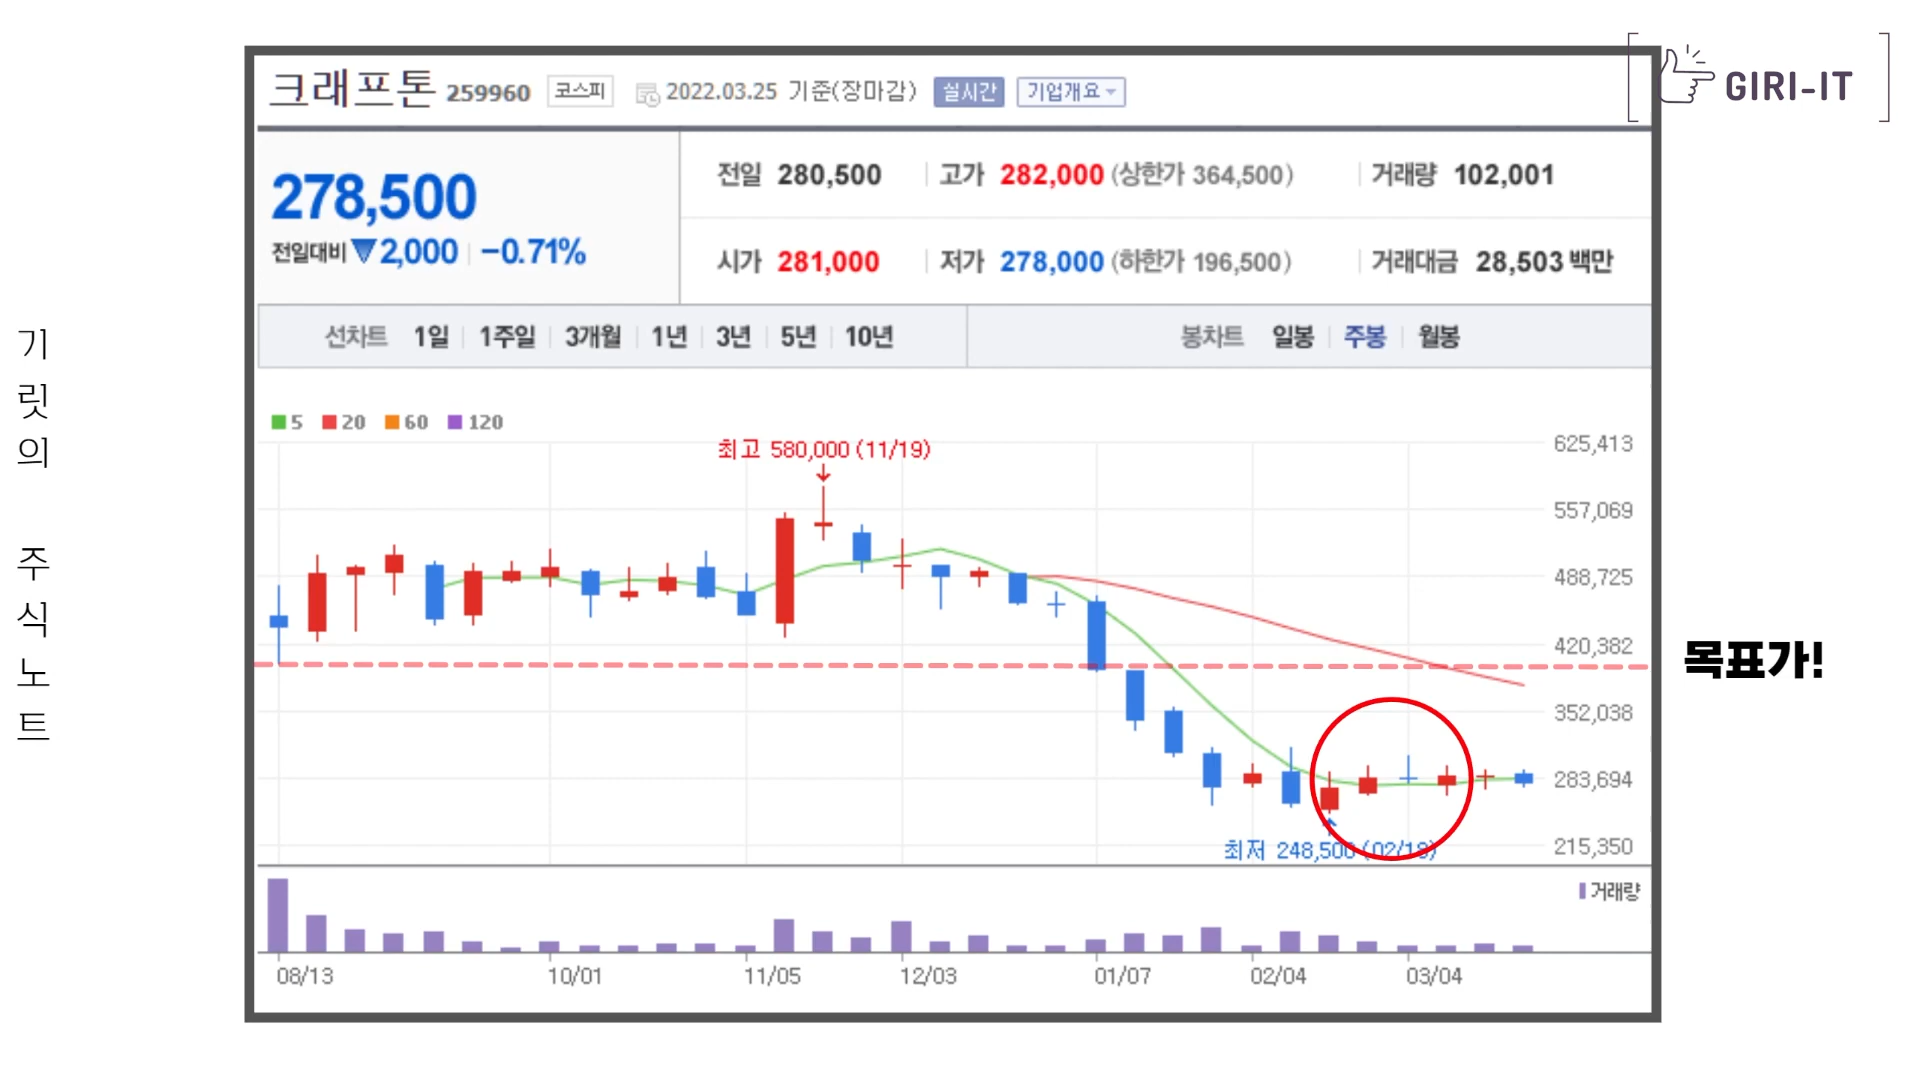 크래프톤 259960 코스피 2022.03.25 기준(장마감) 실시간 기업개요
GIRI-IT
278,500
전일대비 ▼2,000 -0.71%
전일 280,500 고가 282,000 (상한가 364,500) 거래량 102,001
시가 281,000 저가 278,000 (하한가 196,500) 거래대금 28,503 백만
선차트 1일 1주일 3개월 1년 3년 5년 10년 봉차트 일봉 주봉 월봉
5 20 60 120
최고 580,000 (11/19)
625,413
557,069
488,725
420,382
352,038
283,694
215,350
최저 248,500 (02/18)
거래량
08/13 10/01 11/05 12/03 01/07 02/04 03/04
목표가!
기릿의 주식노트